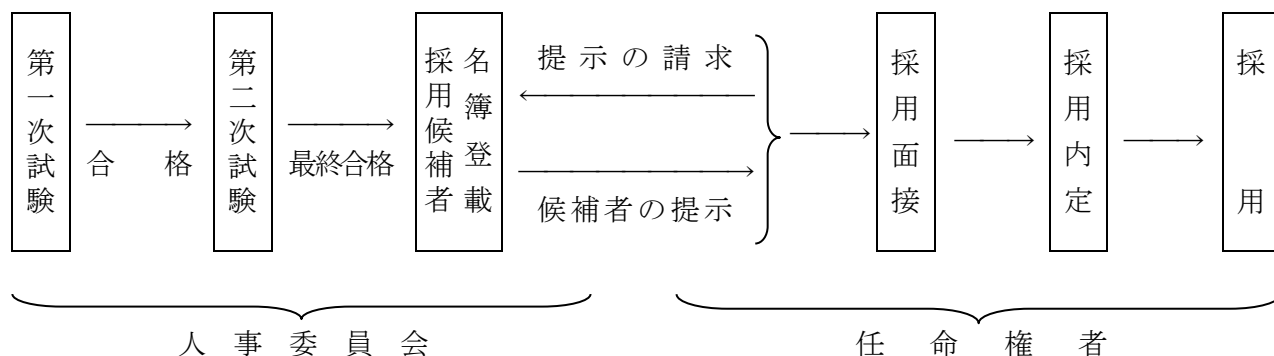 第一次試験
合格
第二次試験
最終合格
採用候補者
名簿登載
提示の請求
候補者の提示
採用面接
採用内定
採用
人事委員会
任命権者